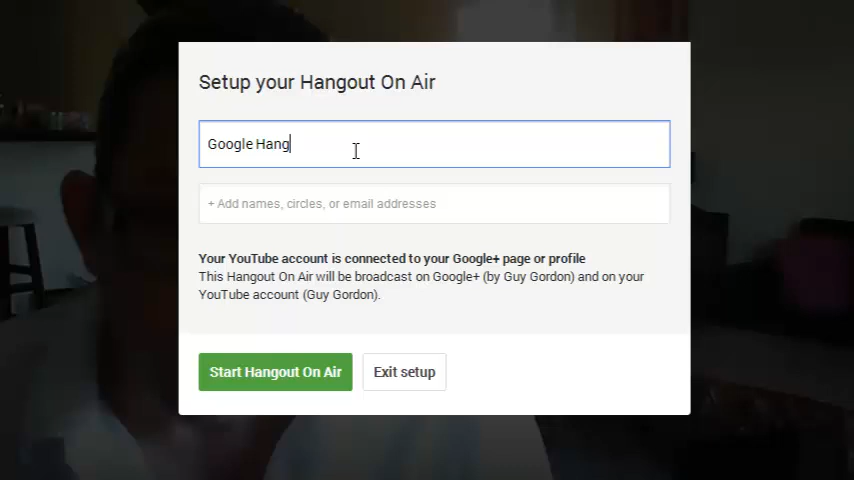 Setup your Hangout On Air
Google Hang
+ Add names, circles, or email addresses
Your YouTube account is connected to your Google+ page or profile
This Hangout On Air will be broadcast on Google+ (by Guy Gordon) and on your
YouTube account (Guy Gordon).
Start Hangout On Air
Exit setup